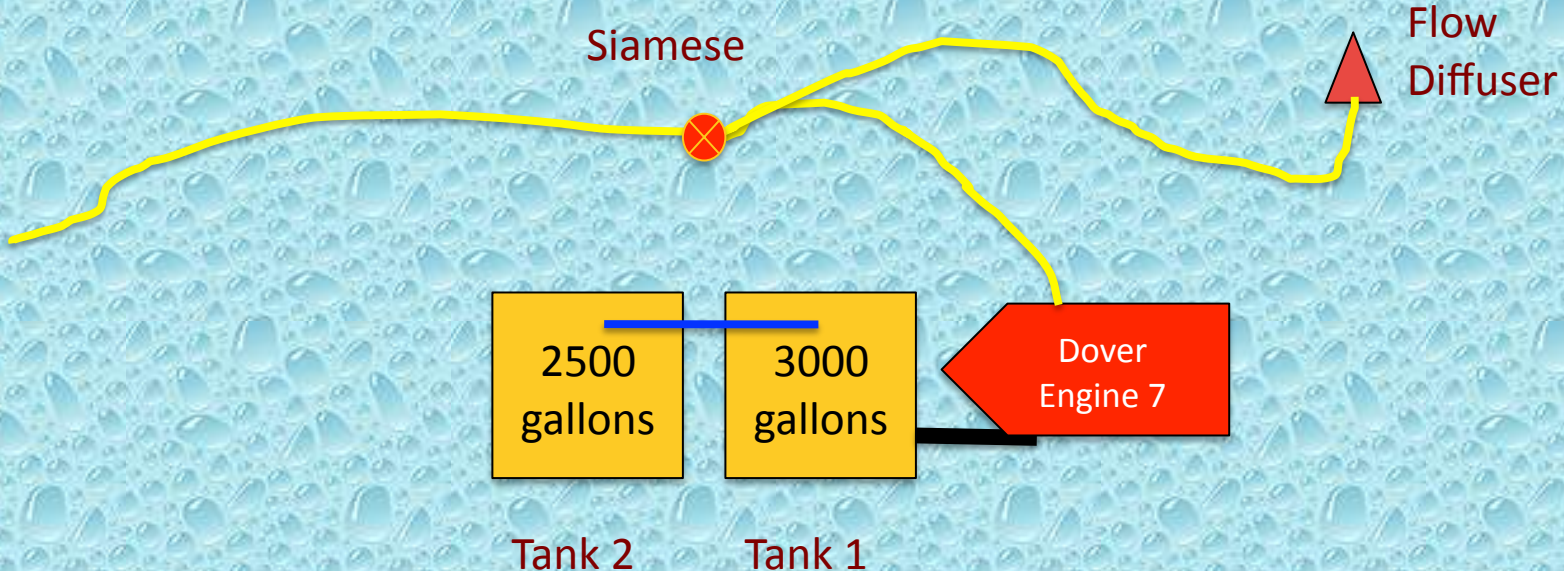 Siamese
Flow
Diffuser
2500
gallons
3000
gallons
Dover
Engine 7
Tank 2
Tank 1